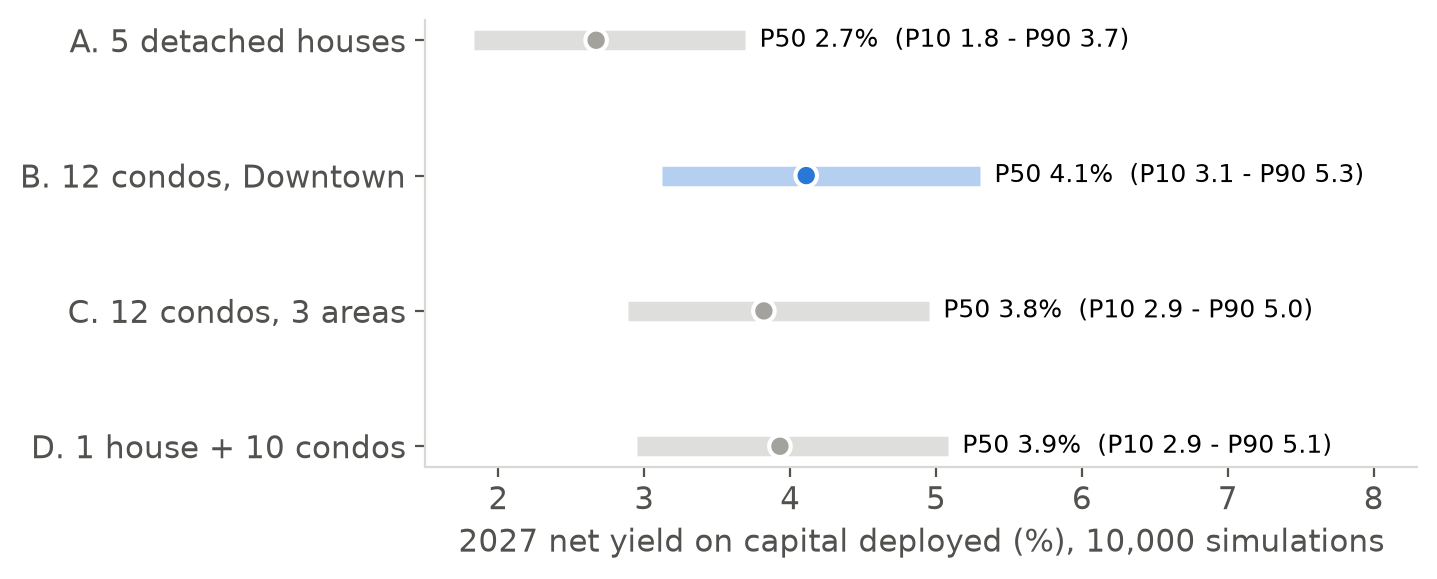 A. 5 detached houses
P50 2.7%  (P10 1.8 - P90 3.7)
B. 12 condos, Downtown
P50 4.1%  (P10 3.1 - P90 5.3)
C. 12 condos, 3 areas
P50 3.8%  (P10 2.9 - P90 5.0)
D. 1 house + 10 condos
P50 3.9%  (P10 2.9 - P90 5.1)
2 3 4 5 6 7 8
2027 net yield on capital deployed (%), 10,000 simulations